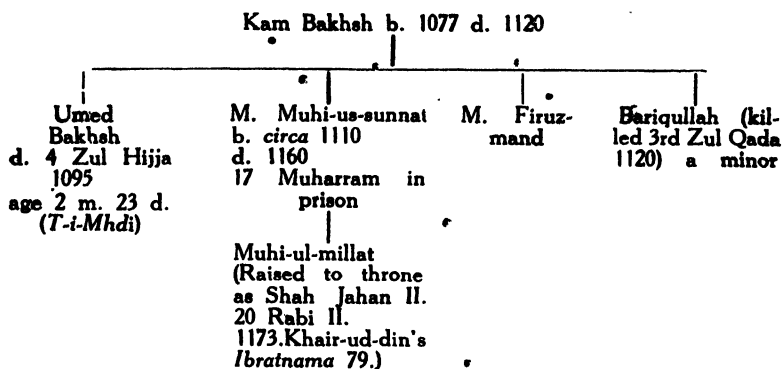 Kam Bakhsh b. 1077 d. 1120
Umed
Bakhsh
d. 4 Zul Hijja
1095
age 2 m. 23 d.
(T-i-Mhdi)
M. Muhi-us-sunnat
b. circa 1110
d. 1160
17 Muharram in
prison
Muhi-ul-millat
(Raised to throne
as Shah Jahan II.
20 Rabi II.
1173.Khair-ud-din's
Ibratnama 79.)
M. Firuz-
mand
Bariqullah (kil-
led 3rd Zul Qada
1120) a minor